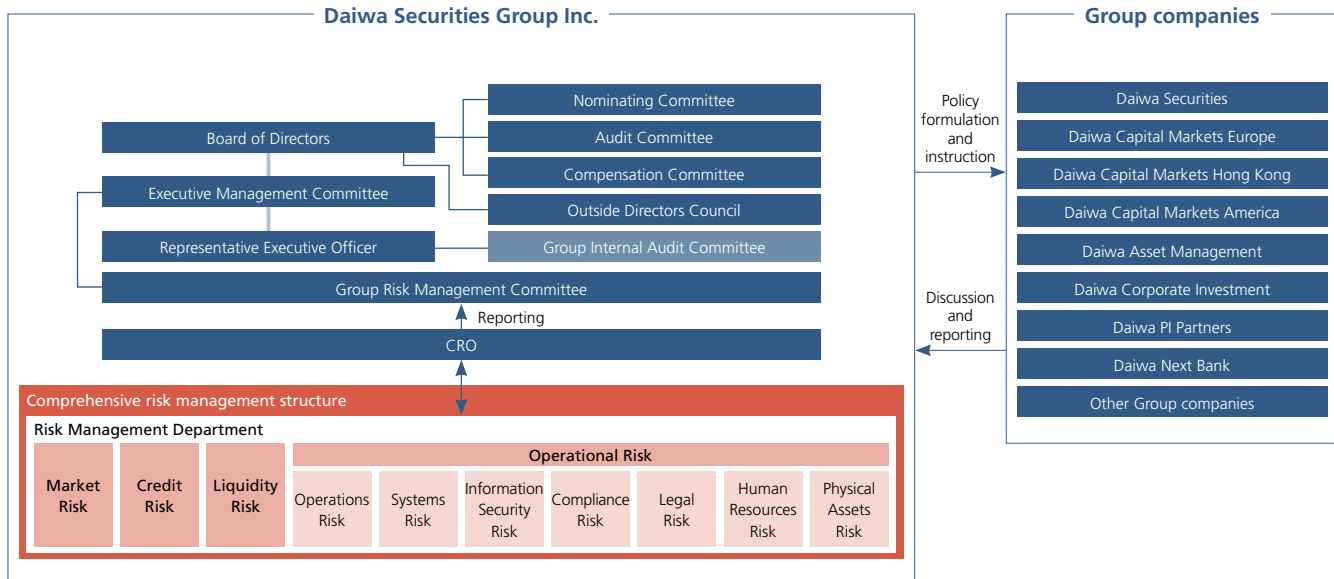 Daiwa Securities Group Inc.
Group companies
Nominating Committee
Board of Directors
Audit Committee
Compensation Committee
Executive Management Committee
Outside Directors Council
Representative Executive Officer
Group Internal Audit Committee
Group Risk Management Committee
Reporting
CRO
Comprehensive risk management structure
Risk Management Department
Market
Risk
Credit
Risk
Liquidity
Risk
Operational Risk
Operations
Risk
Systems
Risk
Information
Security
Risk
Compliance
Risk
Legal
Risk
Human
Resources
Risk
Physical
Assets
Risk
Policy
formulation
and
instruction
Discussion
and
reporting
Daiwa Securities
Daiwa Capital Markets Europe
Daiwa Capital Markets Hong Kong
Daiwa Capital Markets America
Daiwa Asset Management
Daiwa Corporate Investment
Daiwa PI Partners
Daiwa Next Bank
Other Group companies